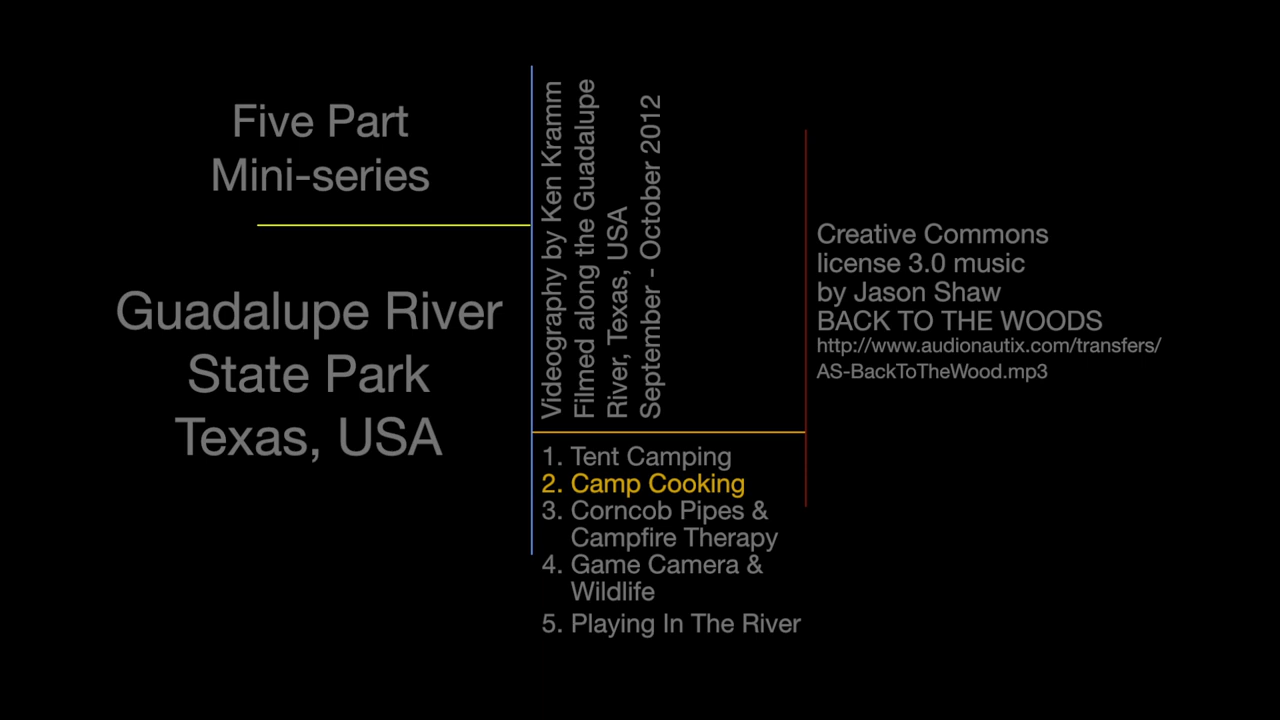 Five Part
Mini-series
Guadalupe River
State Park
Texas, USA
Videography by Ken Kramm
Filmed along the Guadalupe
River, Texas, USA
September - October 2012
1. Tent Camping
2. Camp Cooking
3. Corncob Pipes &
Campfire Therapy
4. Game Camera &
Wildlife
5. Playing In The River
Creative Commons
license 3.0 music
by Jason Shaw
BACK TO THE WOODS
http://www.audionautix.com/transfers/
AS-BackToTheWood.mp3